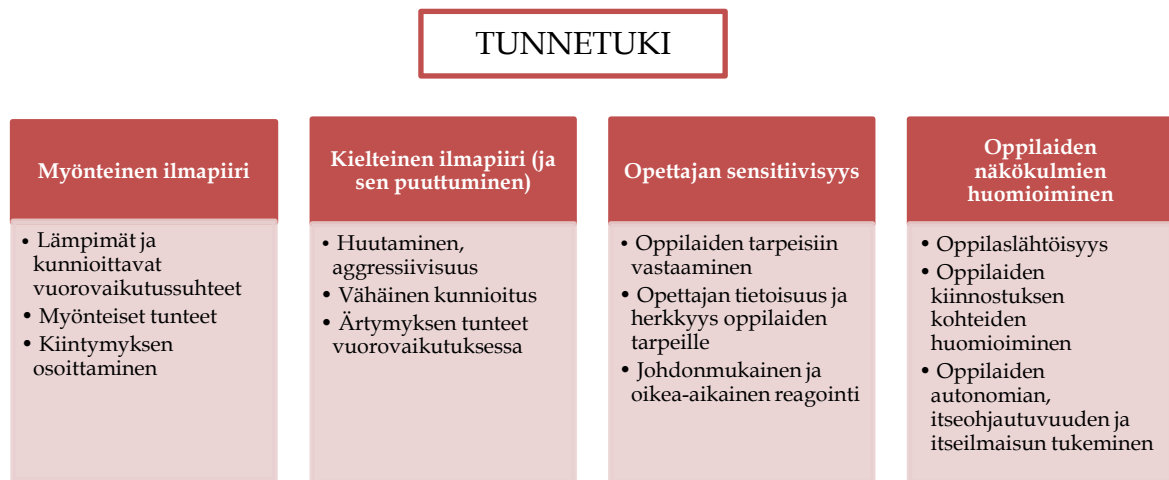 TUNNETUKI
Myönteinen ilmapiiri
• Lämpimät ja
kunnioittavat
vuorovaikutussuhteet
• Myönteiset tunteet
• Kiintymyksen
osoittaminen
Kielteinen ilmapiiri (ja
sen puuttuminen)
• Huutaminen,
aggressiivisuus
• Vähäinen kunnioitus
• Ärtymyksen tunteet
vuorovaikutuksessa
Opettajan sensitiivisyys
• Oppilaiden tarpeisiin
vastaaminen
• Opettajan tietoisuus ja
herkkyys oppilaiden
tarpeille
• Johdonmukainen ja
oikea-aikainen reagointi
Oppilaiden
näkökulmien
huomioiminen
• Oppilaslähtöisyys
• Oppilaiden
kiinnostuksen
kohteiden
huomioiminen
• Oppilaiden
autonomian,
itseohjautuvuuden ja
itseilmaisun tukeminen